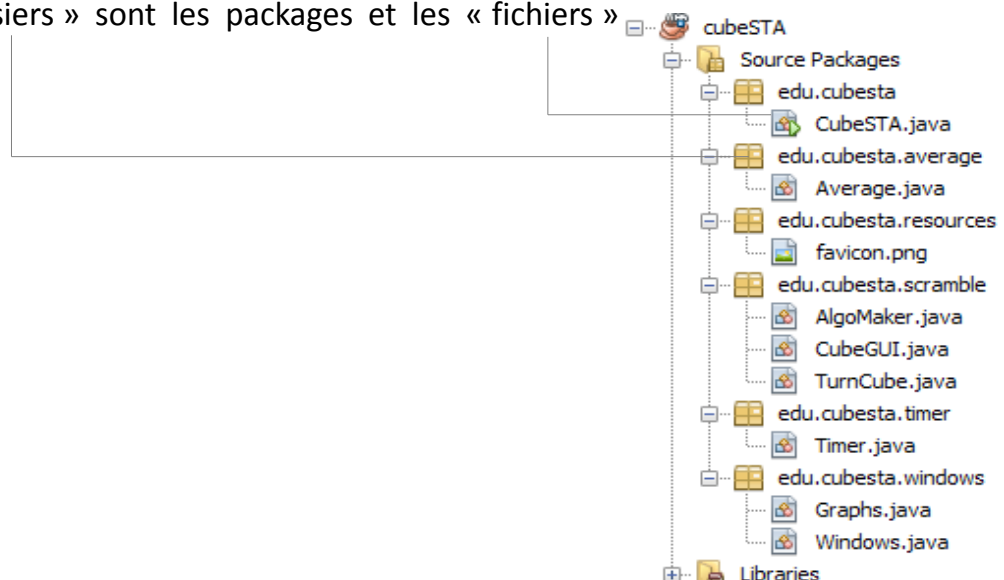 siers » sont les packages et les « fichiers »
cubeSTA
Source Packages
edu.cubesta
CubeSTA.java
edu.cubesta.average
Average.java
edu.cubesta.resources
favicon.png
edu.cubesta.scramble
AlgoMaker.java
CubeGUI.java
TurnCube.java
edu.cubesta.timer
Timer.java
edu.cubesta.windows
Graphs.java
Windows.java
Libraries